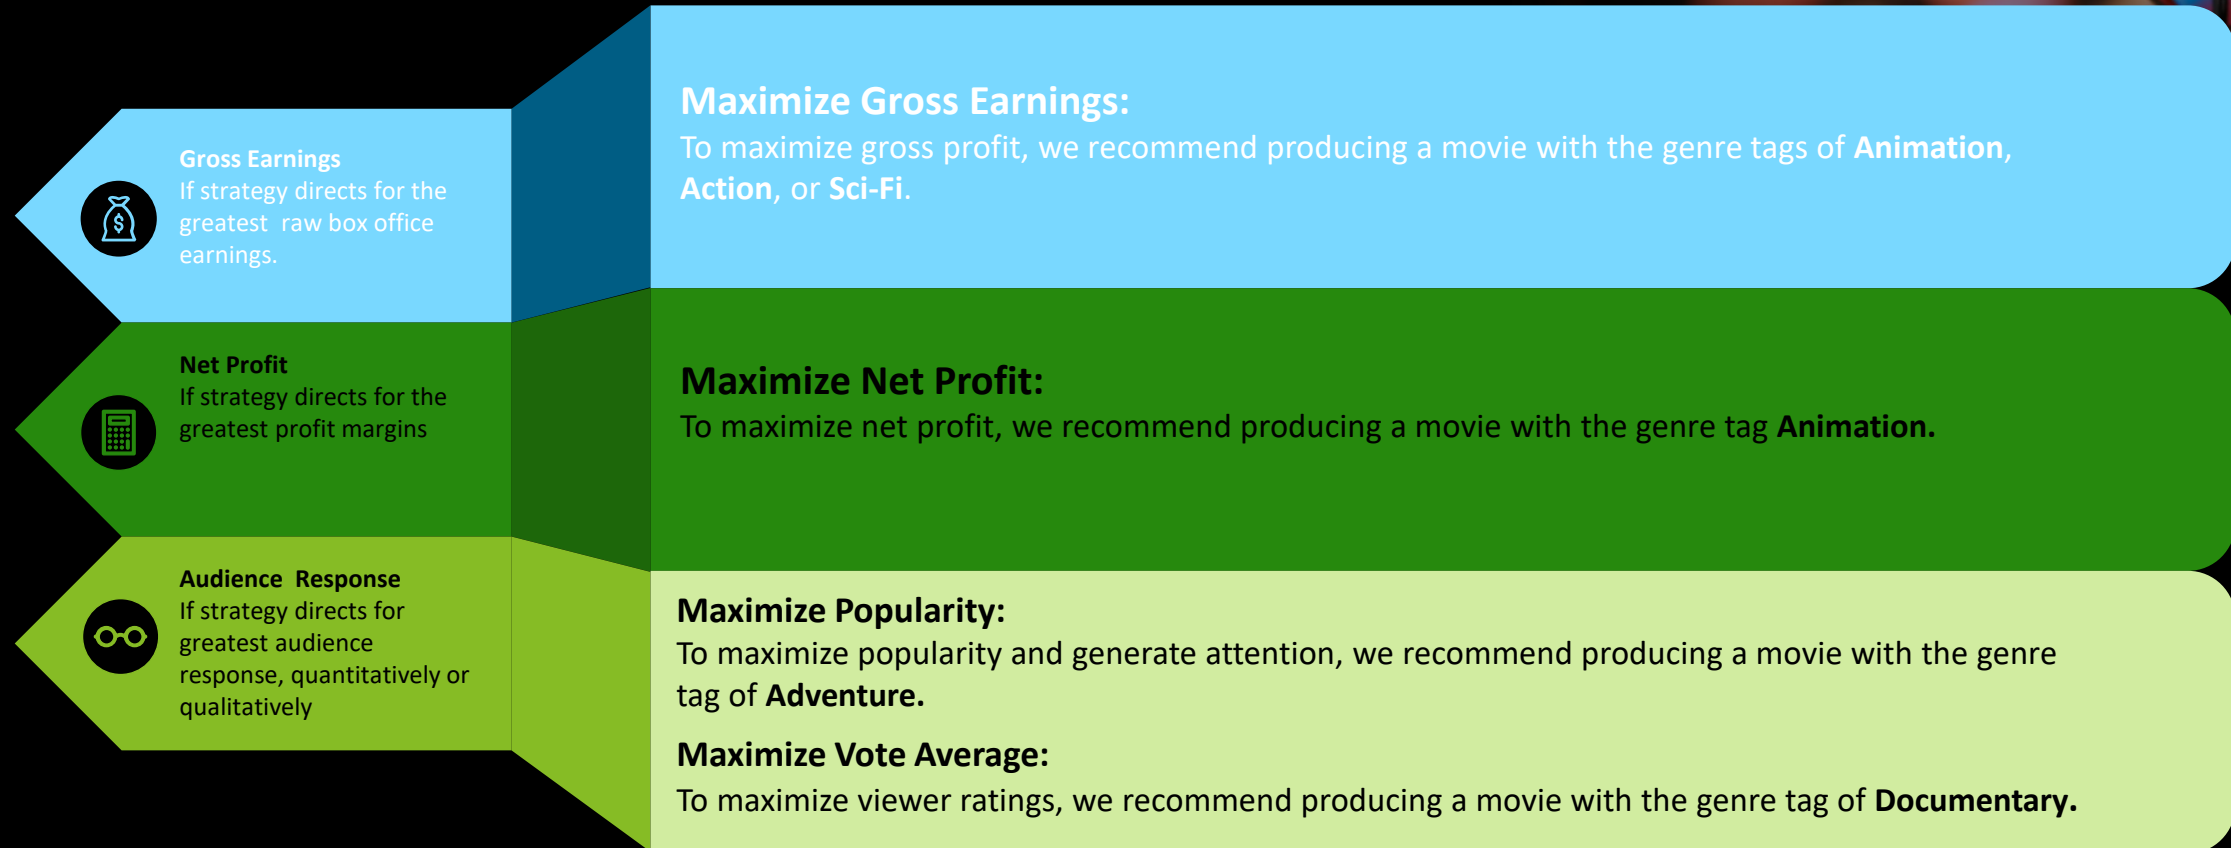 Gross Earnings
If strategy directs for the
greatest  raw box office
earnings.
Maximize Gross Earnings:
To maximize gross profit, we recommend producing a movie with the genre tags of Animation,
Action, or Sci-Fi.
Net Profit
If strategy directs for the
greatest profit margins
Maximize Net Profit:
To maximize net profit, we recommend producing a movie with the genre tag Animation.
Audience  Response
If strategy directs for
greatest audience
response, quantitatively or
qualitatively
Maximize Popularity:
To maximize popularity and generate attention, we recommend producing a movie with the genre
tag of Adventure.
Maximize Vote Average:
To maximize viewer ratings, we recommend producing a movie with the genre tag of Documentary.